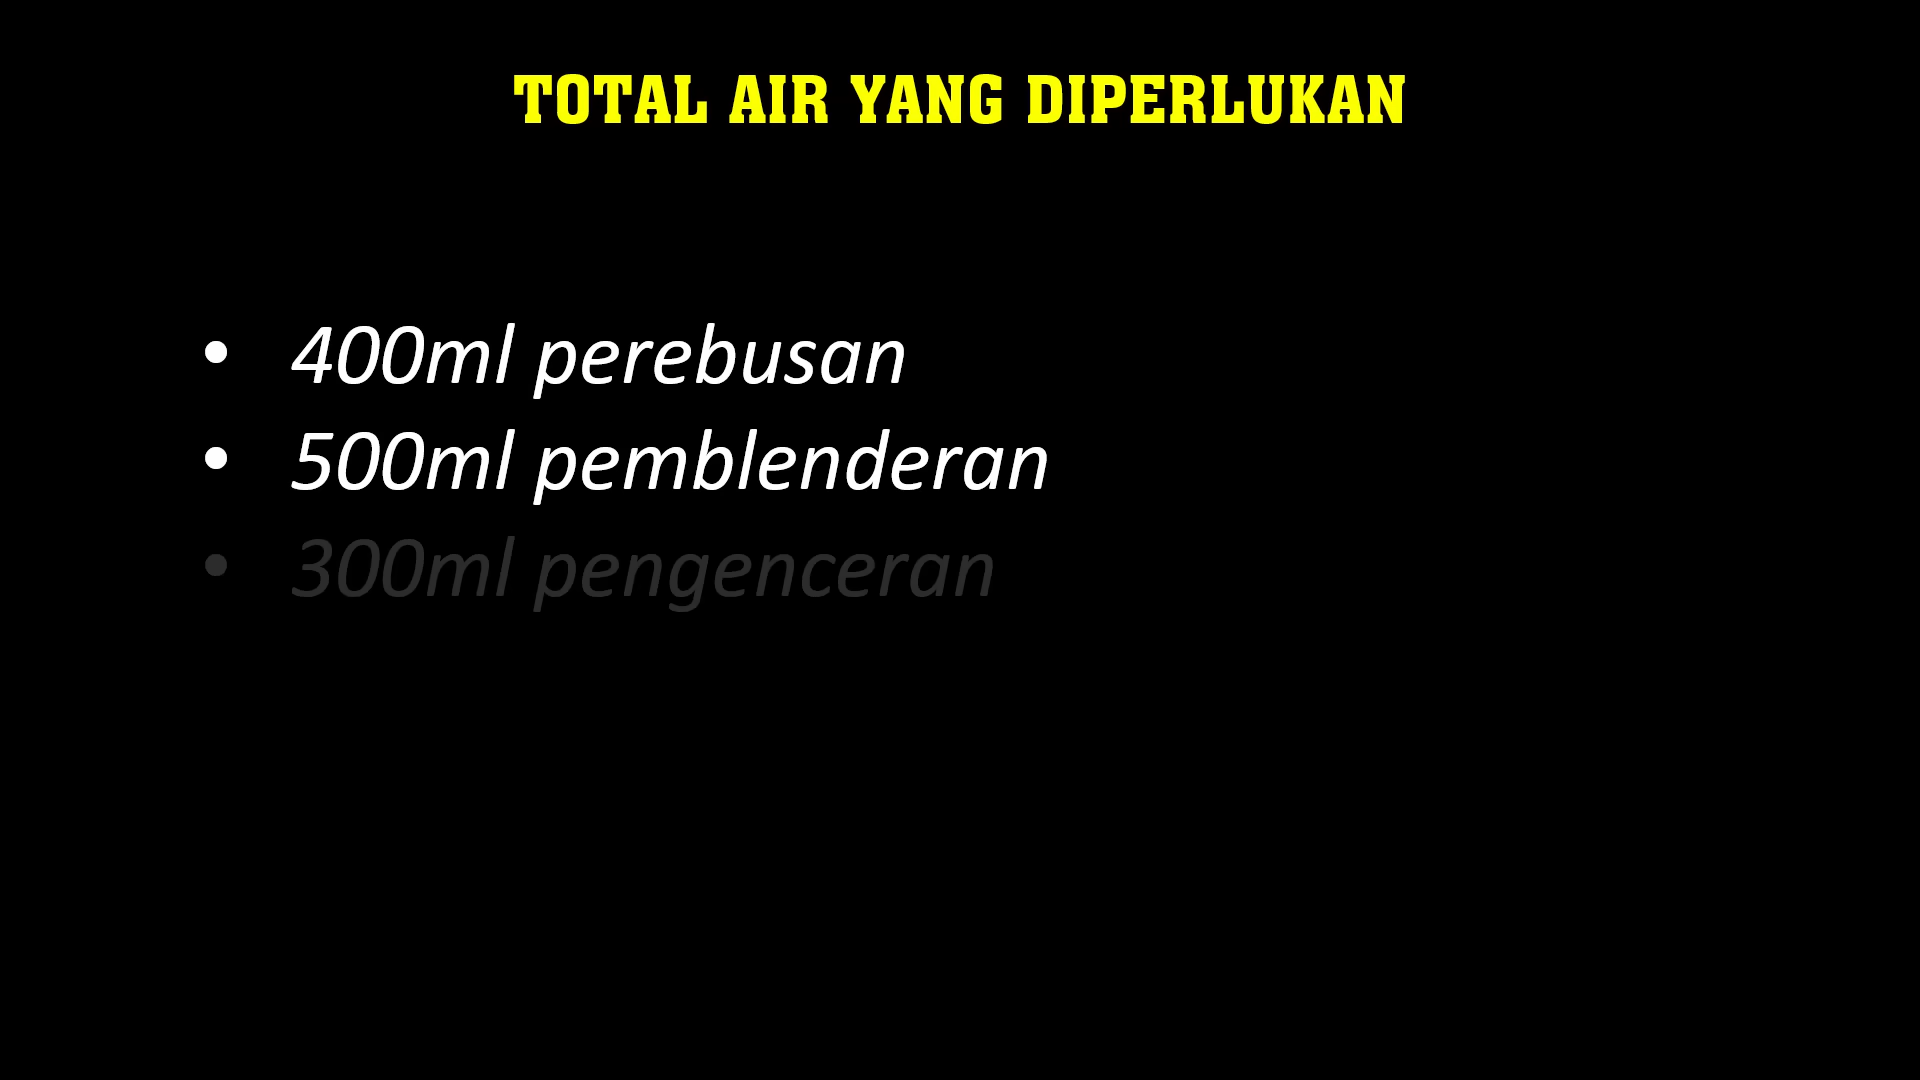 TOTAL AIR YANG DIPERLUKAN
• 400ml perebusan
• 500ml pemblenderan
• 300ml pengenceran